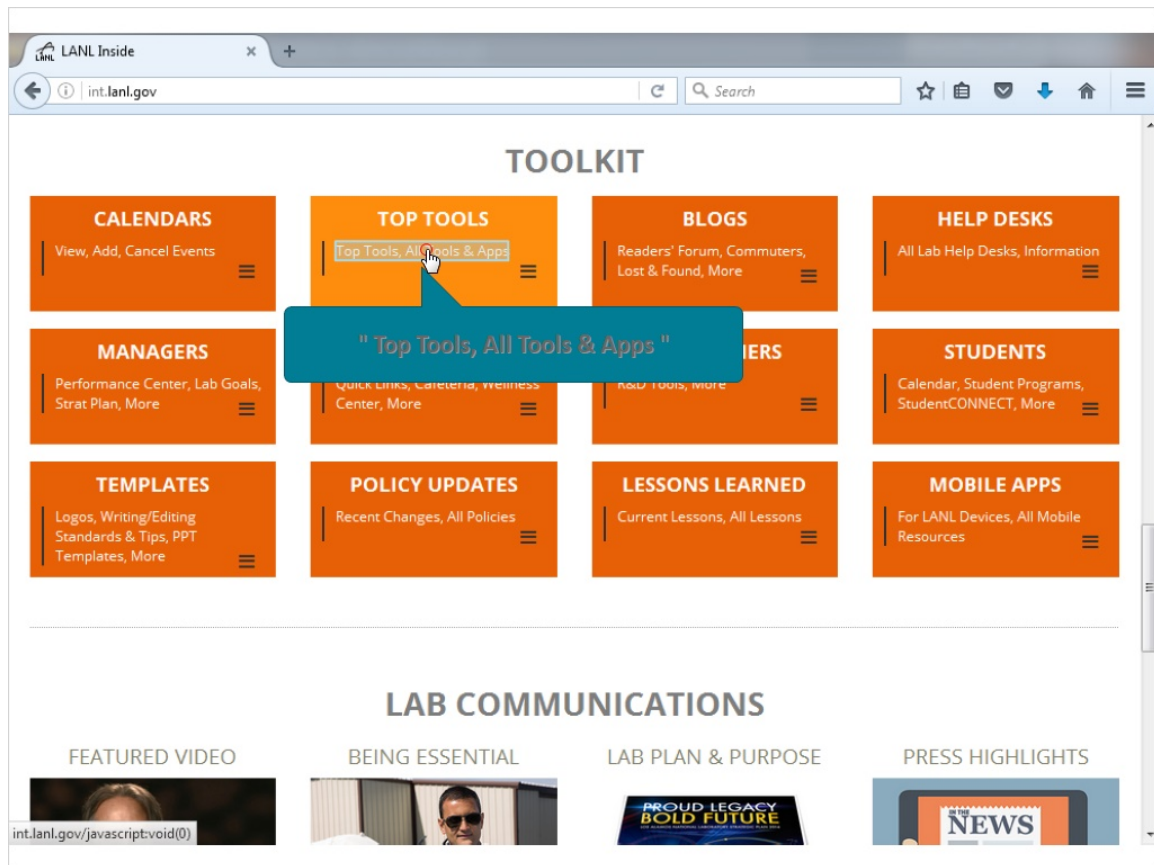 LANL
LANL Inside
int.lanl.gov
Search
TOOLKIT
CALENDARS
View, Add, Cancel Events
TOP TOOLS
Top Tools, All Tools & Apps
BLOGS
Readers' Forum, Commuters,
Lost & Found, More
HELP DESKS
All Lab Help Desks, Information
" Top Tools, All Tools & Apps "
MANAGERS
Performance Center, Lab Goals,
Strat Plan, More
Quick Links, Cafeteria, Wellness
Center, More
R&D Tools, More
STUDENTS
Calendar, Student Programs,
StudentCONNECT, More
TEMPLATES
Logos, Writing/Editing
Standards & Tips, PPT
Templates, More
POLICY UPDATES
Recent Changes, All Policies
LESSONS LEARNED
Current Lessons, All Lessons
MOBILE APPS
For LANL Devices, All Mobile
Resources
LAB COMMUNICATIONS
FEATURED VIDEO
BEING ESSENTIAL
LAB PLAN & PURPOSE
PRESS HIGHLIGHTS
PROUD LEGACY
BOLD FUTURE
IN THE
NEWS
int.lanl.gov/javascript:void(0)